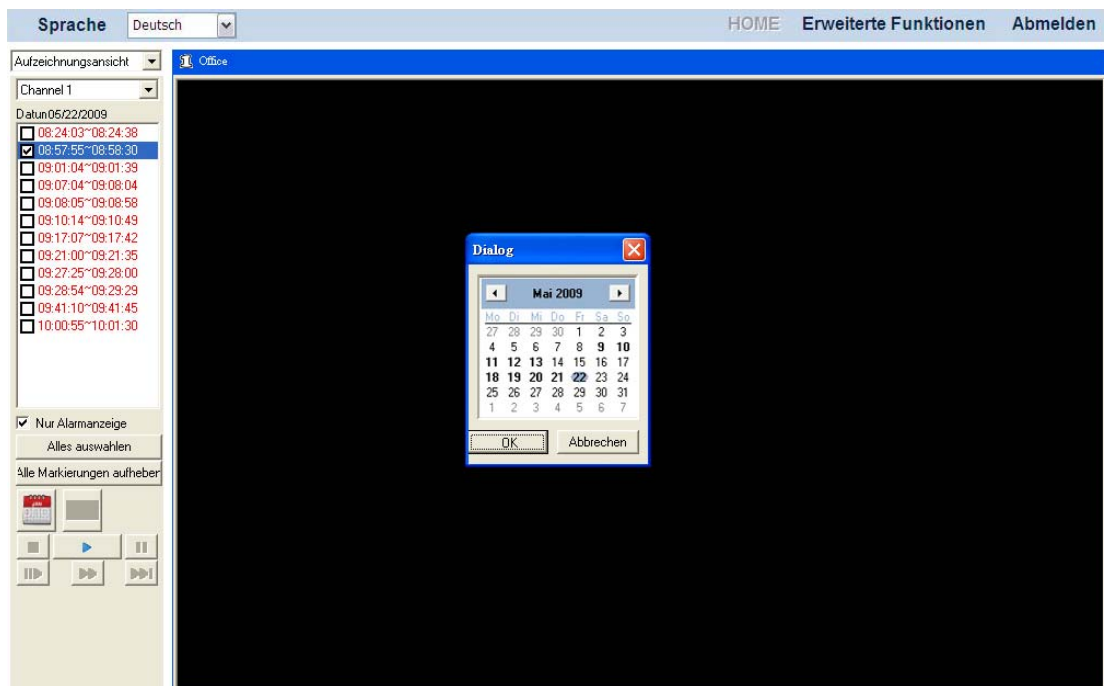 Sprache Deutsch HOME Erweiterte Funktionen Abmelden
Aufzeichnungsansicht
Office
Channel 1
Datun05/22/2009
08:24:03~08:24:38
08:57:55~08:58:30
09:01:04~09:01:39
09:07:04~09:08:04
09:08:05~09:08:58
09:10:14~09:10:49
09:17:07~09:17:42
09:21:00~09:21:35
09:27:25~09:28:00
09:28:54~09:29:29
09:41:10~09:41:45
10:00:55~10:01:30
Nur Alarmanzeige
Alles auswahlen
Alle Markierungen aufheber
Dialog
Mai 2009
Mo Di Mi Do Fr Sa So
27 28 29 30 1 2 3
4 5 6 7 8 9 10
11 12 13 14 15 16 17
18 19 20 21 22 23 24
25 26 27 28 29 30 31
1 2 3 4 5 6 7
OK Abbrechen